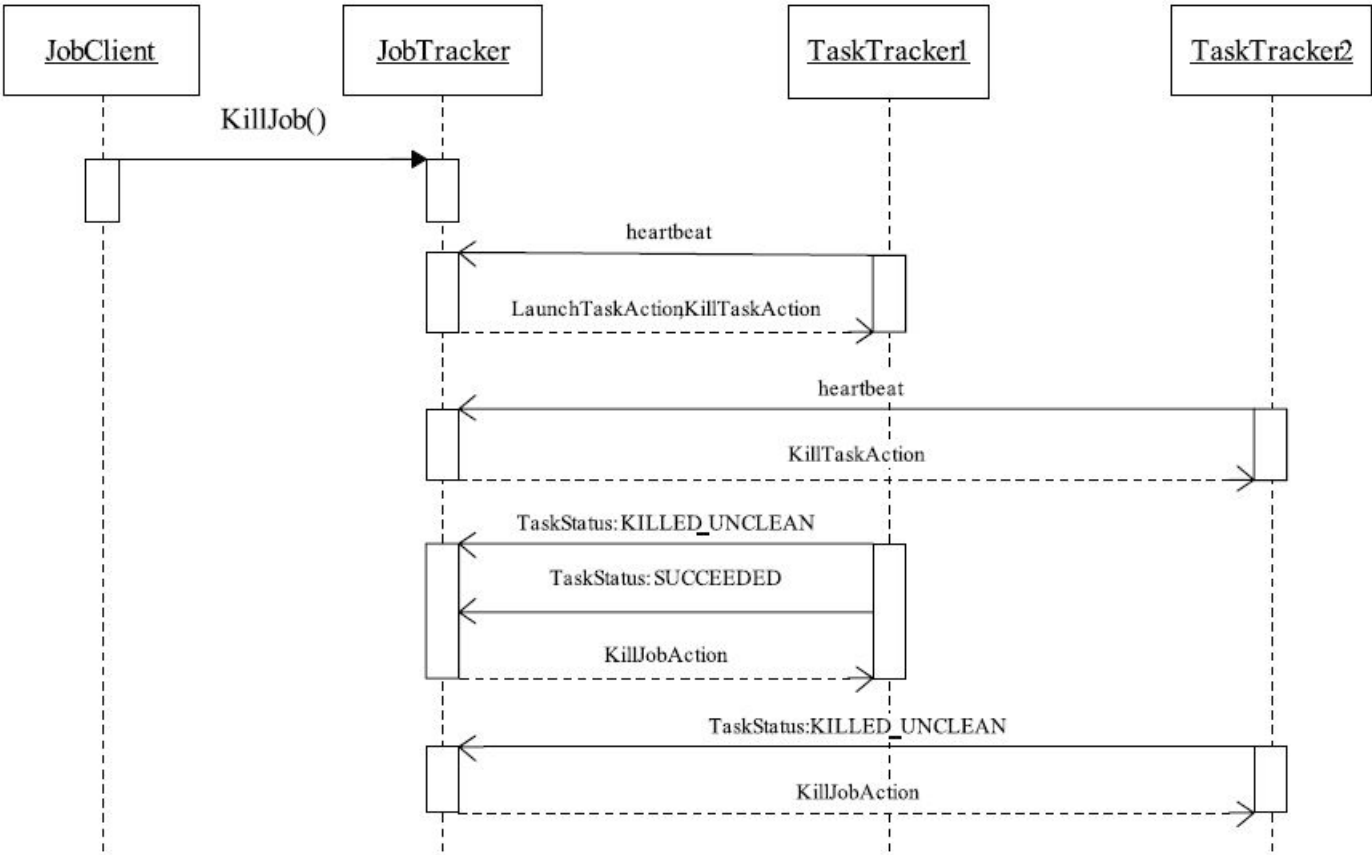 JobClient JobTracker TaskTracker1 TaskTracker2
KillJob()
heartbeat
LaunchTaskAction,KillTaskAction
heartbeat
KillTaskAction
TaskStatus:KILLED_UNCLEAN
TaskStatus:SUCCEEDED
KillJobAction
TaskStatus:KILLED_UNCLEAN
KillJobAction